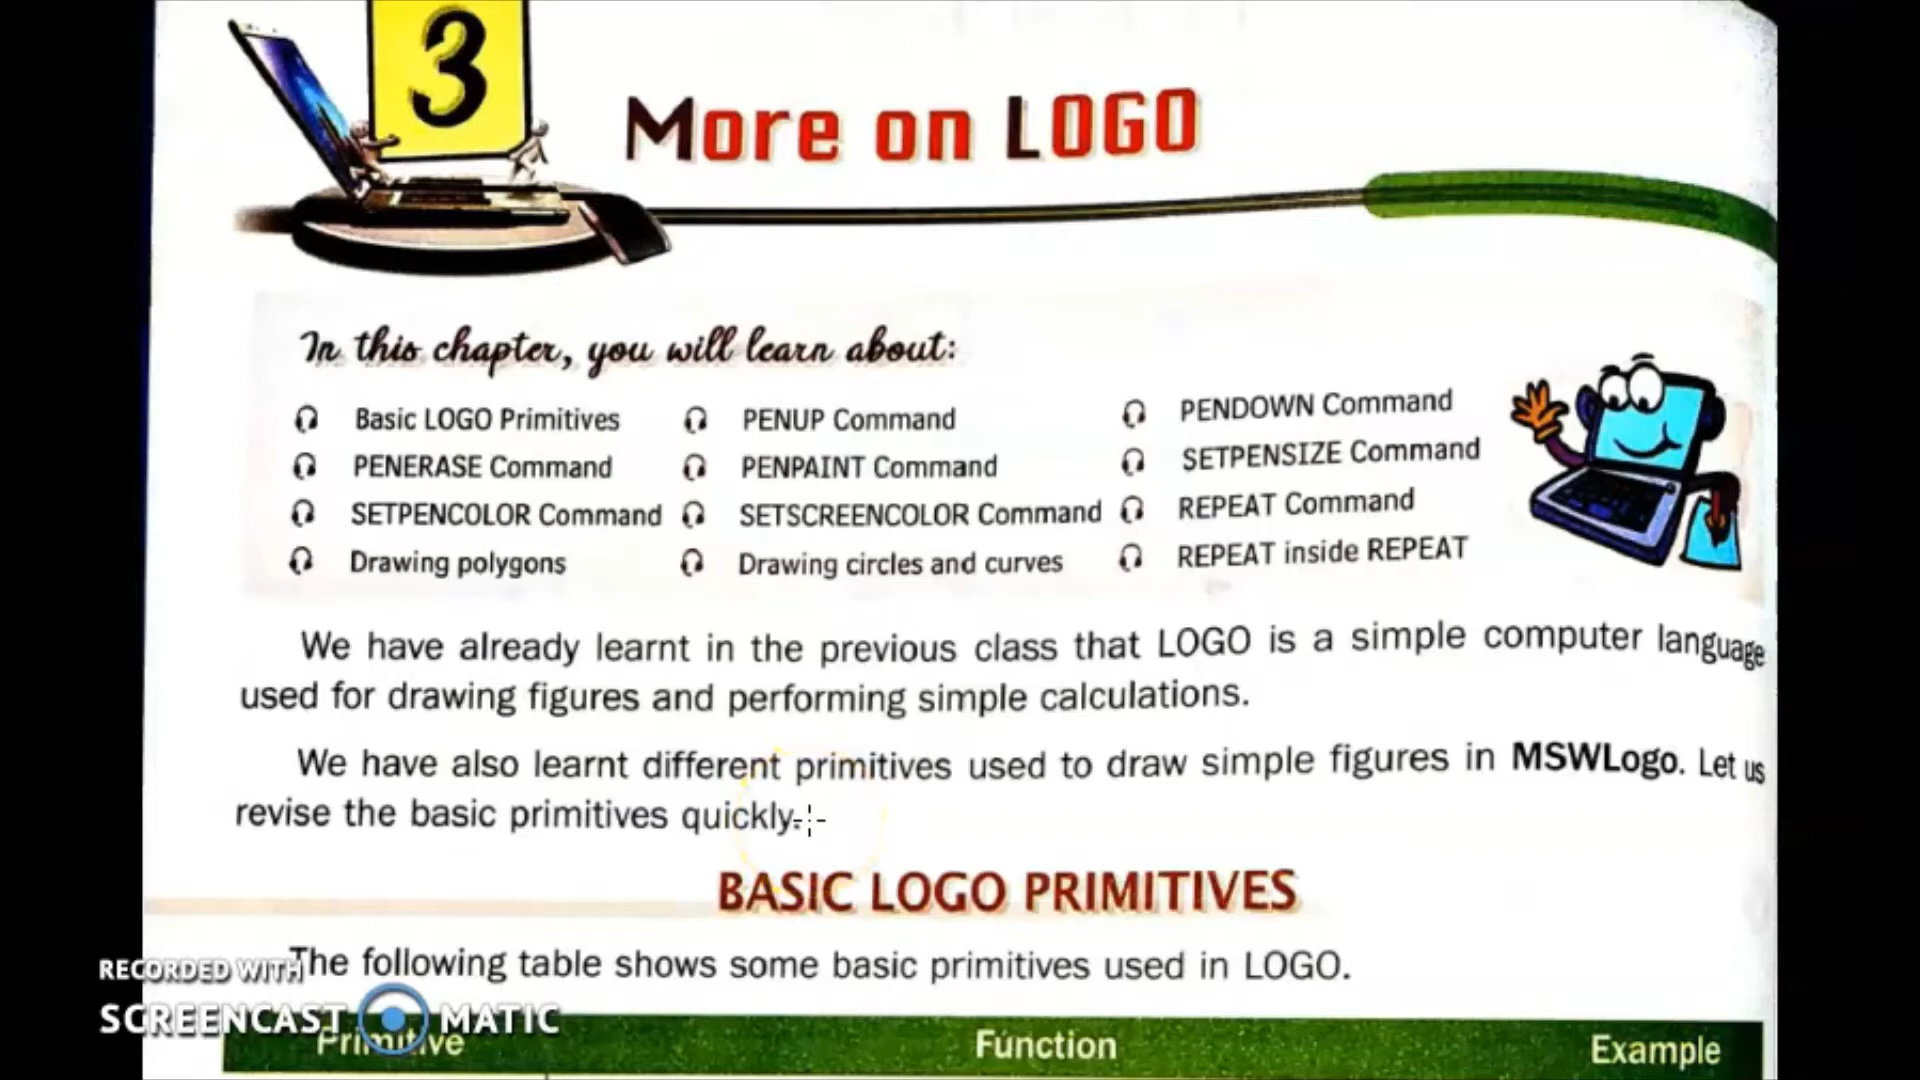 3
More on LOGO
In this chapter, you will learn about:
Basic LOGO Primitives PENUP Command PENDOWN Command
PENERASE Command PENPAINT Command SETPENSIZE Command
SETPENCOLOR Command SETSCREENCOLOR Command REPEAT Command
Drawing polygons Drawing circles and curves REPEAT inside REPEAT
We have already learnt in the previous class that LOGO is a simple computer language
used for drawing figures and performing simple calculations.
We have also learnt different primitives used to draw simple figures in MSWLogo. Let us
revise the basic primitives quickly.
BASIC LOGO PRIMITIVES
The following table shows some basic primitives used in LOGO.
Primitive Function Example
RECORDED WITH
SCREENCAST MATIC